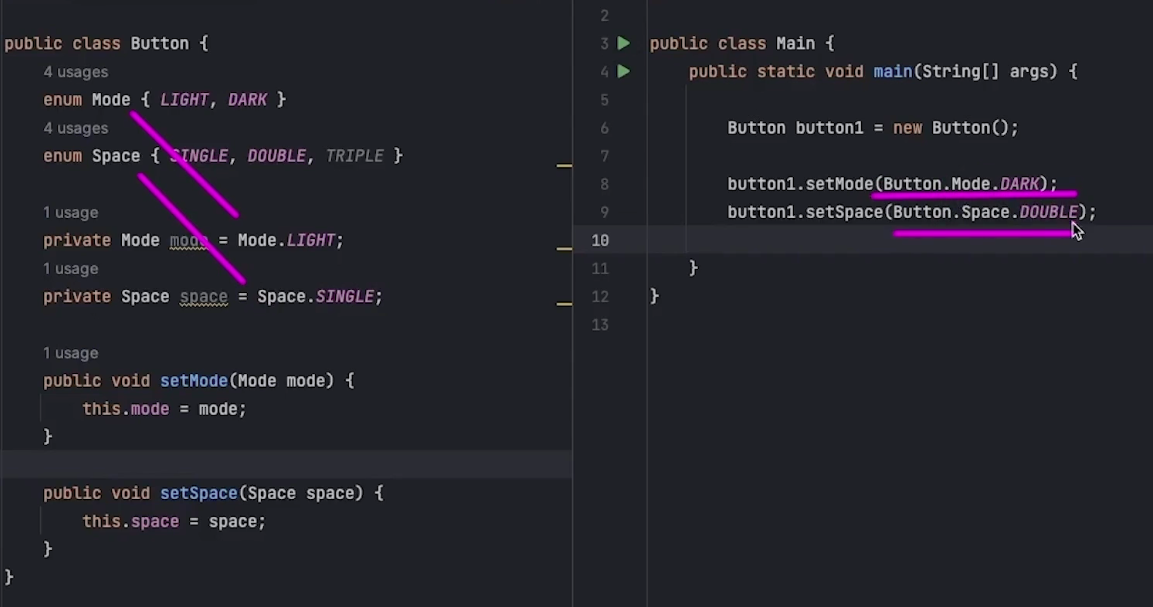 public class Button {
4 usages
enum Mode { LIGHT, DARK }
4 usages
enum Space { SINGLE, DOUBLE, TRIPLE }
1 usage
private Mode mode = Mode.LIGHT;
1 usage
private Space space = Space.SINGLE;
1 usage
public void setMode(Mode mode) {
this.mode = mode;
}
public void setSpace(Space space) {
this.space = space;
}
}
2
3 public class Main {
4 public static void main(String[] args) {
5
6 Button button1 = new Button();
7
8 button1.setMode(Button.Mode.DARK);
9 button1.setSpace(Button.Space.DOUBLE);
10
11 }
12 }
13